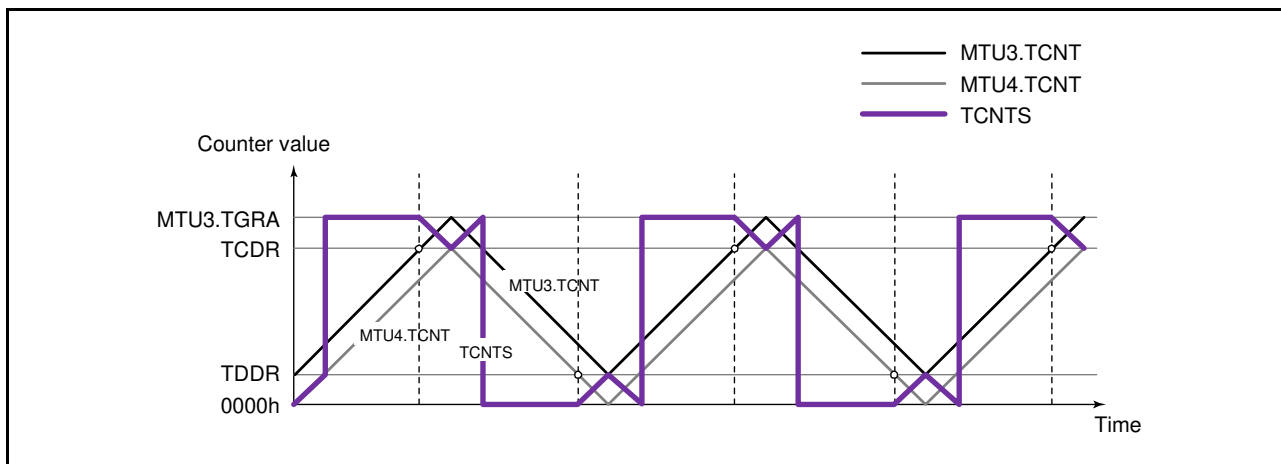 MTU3.TCNT
MTU4.TCNT
TCNTS
Counter value
MTU3.TGRA
TCDR
MTU3.TCNT
MTU4.TCNT
TCNTS
TDDR
0000h
Time